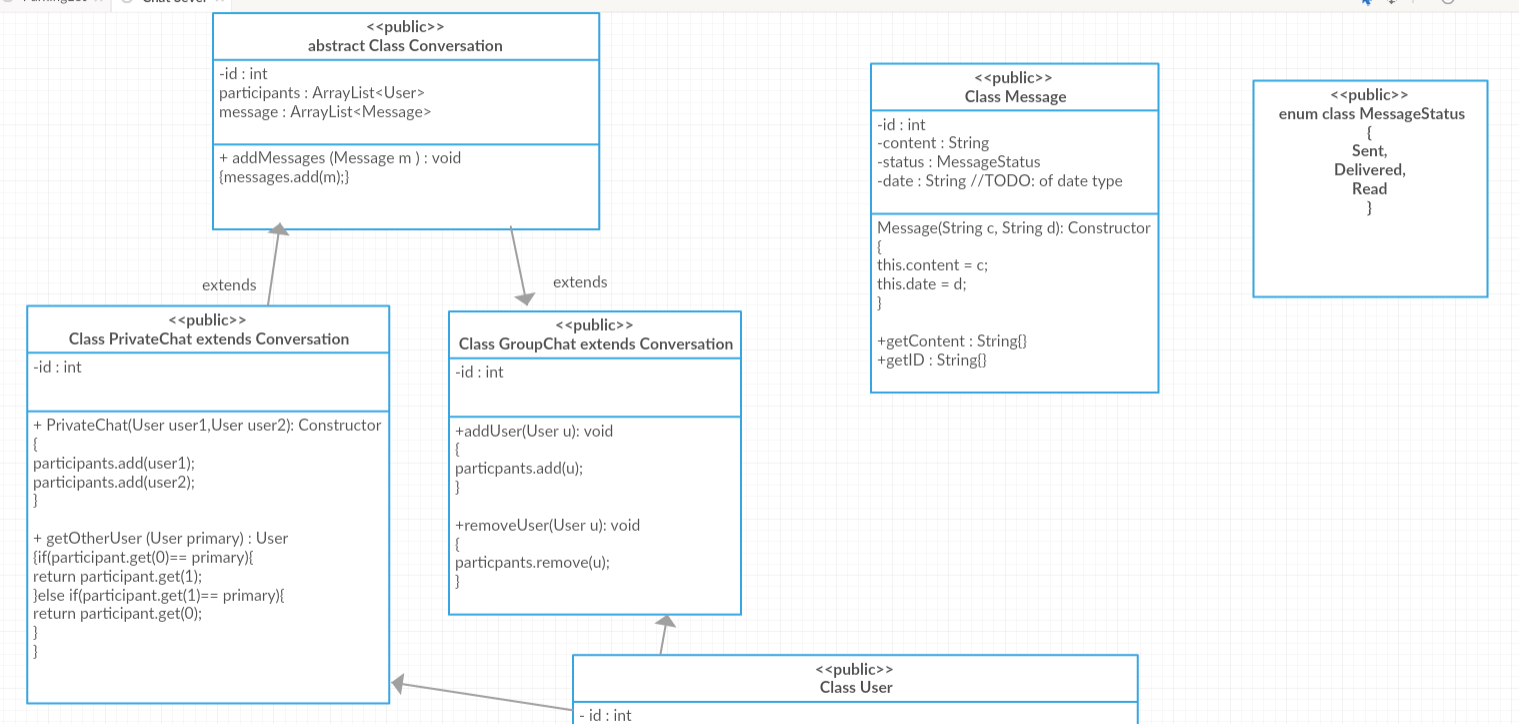 <<public>>
abstract Class Conversation
-id : int
participants : ArrayList<User>
message : ArrayList<Message>
+ addMessages (Message m ) : void
{messages.add(m);}
extends
extends
<<public>>
Class PrivateChat extends Conversation
-id : int
+ PrivateChat(User user1,User user2): Constructor
{
participants.add(user1);
participants.add(user2);
}
+ getOtherUser (User primary) : User
{if(participant.get(0)== primary){
return participant.get(1);
}else if(participant.get(1)== primary){
return participant.get(0);
}
}
<<public>>
Class GroupChat extends Conversation
-id : int
+addUser(User u): void
{
particpants.add(u);
}
+removeUser(User u): void
{
particpants.remove(u);
}
<<public>>
Class Message
-id : int
-content : String
-status : MessageStatus
-date : String //TODO: of date type
Message(String c, String d): Constructor
{
this.content = c;
this.date = d;
}
+getContent : String{}
+getID : String{}
<<public>>
enum class MessageStatus
{
Sent,
Delivered,
Read
}
<<public>>
Class User
- id : int